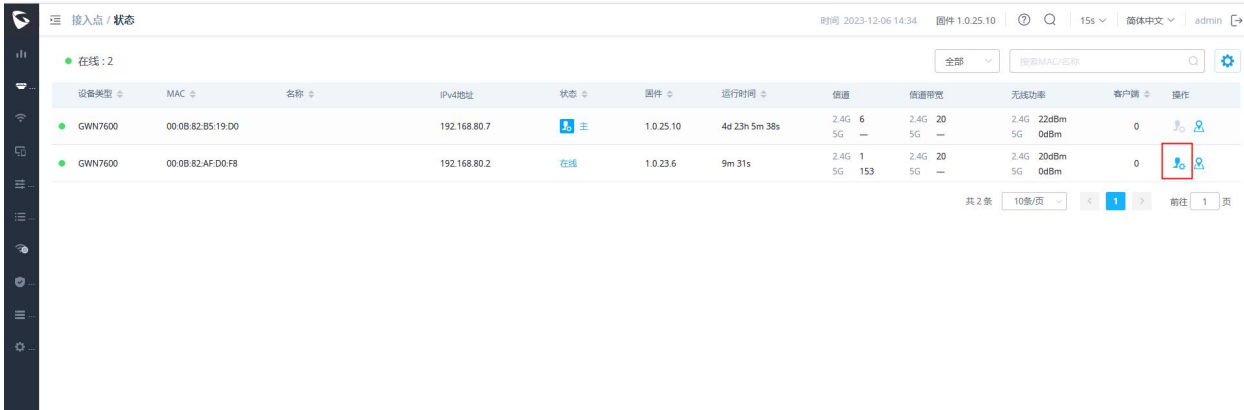 接入点 / 状态
时间 2023-12-06 14:34 固件 1.0.25.10 15s 简体中文 admin
在线 : 2 全部 搜索MAC/名称
设备类型 MAC 名称 IPv4地址 状态 固件 运行时间 信道 信道带宽 无线功率 客户端 操作
GWN7600 00:0B:82:B5:19:D0 192.168.80.7 主 1.0.25.10 4d 23h 5m 38s 2.4G 6 2.4G 20 2.4G 22dBm 0
5G — 5G — 5G 0dBm
GWN7600 00:0B:82:AF:D0:F8 192.168.80.2 在线 1.0.23.6 9m 31s 2.4G 1 2.4G 20 2.4G 20dBm 0
5G 153 5G — 5G 0dBm
共 2 条 10条/页 < 1 > 前往 1 页